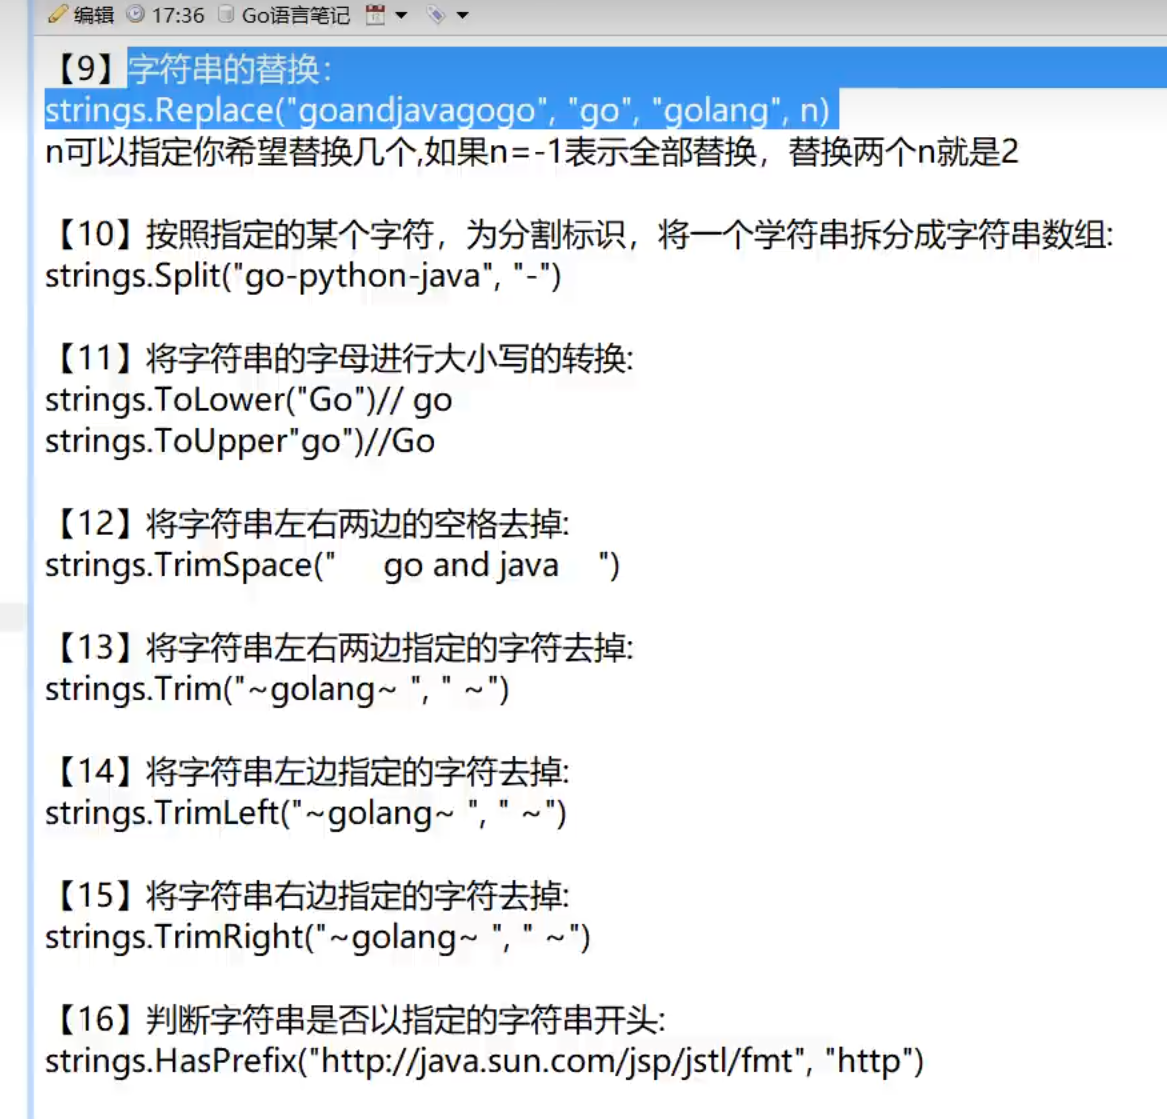 编辑 17:36 Go语言笔记
【9】字符串的替换：
strings.Replace("goandjavagogo", "go", "golang", n)
n可以指定你希望替换几个,如果n=-1表示全部替换，替换两个n就是2
【10】按照指定的某个字符，为分割标识，将一个学符串拆分成字符串数组:
strings.Split("go-python-java", "-")
【11】将字符串的字母进行大小写的转换:
strings.ToLower("Go")// go
strings.ToUpper"go")//Go
【12】将字符串左右两边的空格去掉:
strings.TrimSpace("     go and java    ")
【13】将字符串左右两边指定的字符去掉:
strings.Trim("~golang~ ", " ~")
【14】将字符串左边指定的字符去掉:
strings.TrimLeft("~golang~ ", " ~")
【15】将字符串右边指定的字符去掉:
strings.TrimRight("~golang~ ", " ~")
【16】判断字符串是否以指定的字符串开头:
strings.HasPrefix("http://java.sun.com/jsp/jstl/fmt", "http")